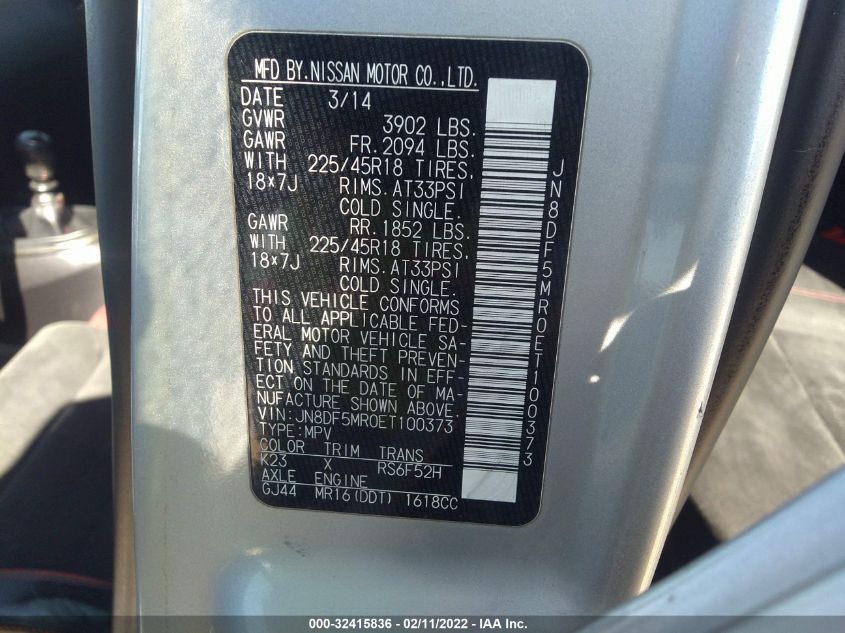 MFD BY.NISSAN MOTOR CO.,LTD.
DATE 3/14
GVWR 3902 LBS.
GAWR FR.2094 LBS.
WITH 225/45R18 TIRES,
18×7J RIMS.AT33PSI
COLD SINGLE.
GAWR RR.1852 LBS.
WITH 225/45R18 TIRES,
18×7J RIMS.AT33PSI
COLD SINGLE.
THIS VEHICLE CONFORMS
TO ALL APPLICABLE FED-
ERAL MOTOR VEHICLE SA-
FETY AND THEFT PREVEN-
TION STANDARDS IN EFF-
ECT ON THE DATE OF MA-
NUFACTURE SHOWN ABOVE.
VIN:JN8DF5MR0ET100373
TYPE:MPV
COLOR TRIM TRANS
K23 X RS6F52H
AXLE ENGINE
GJ44 MR16(DDT) 1618CC
JN8DF5MR0ET100373
000-32415836 - 02/11/2022 - IAA Inc.